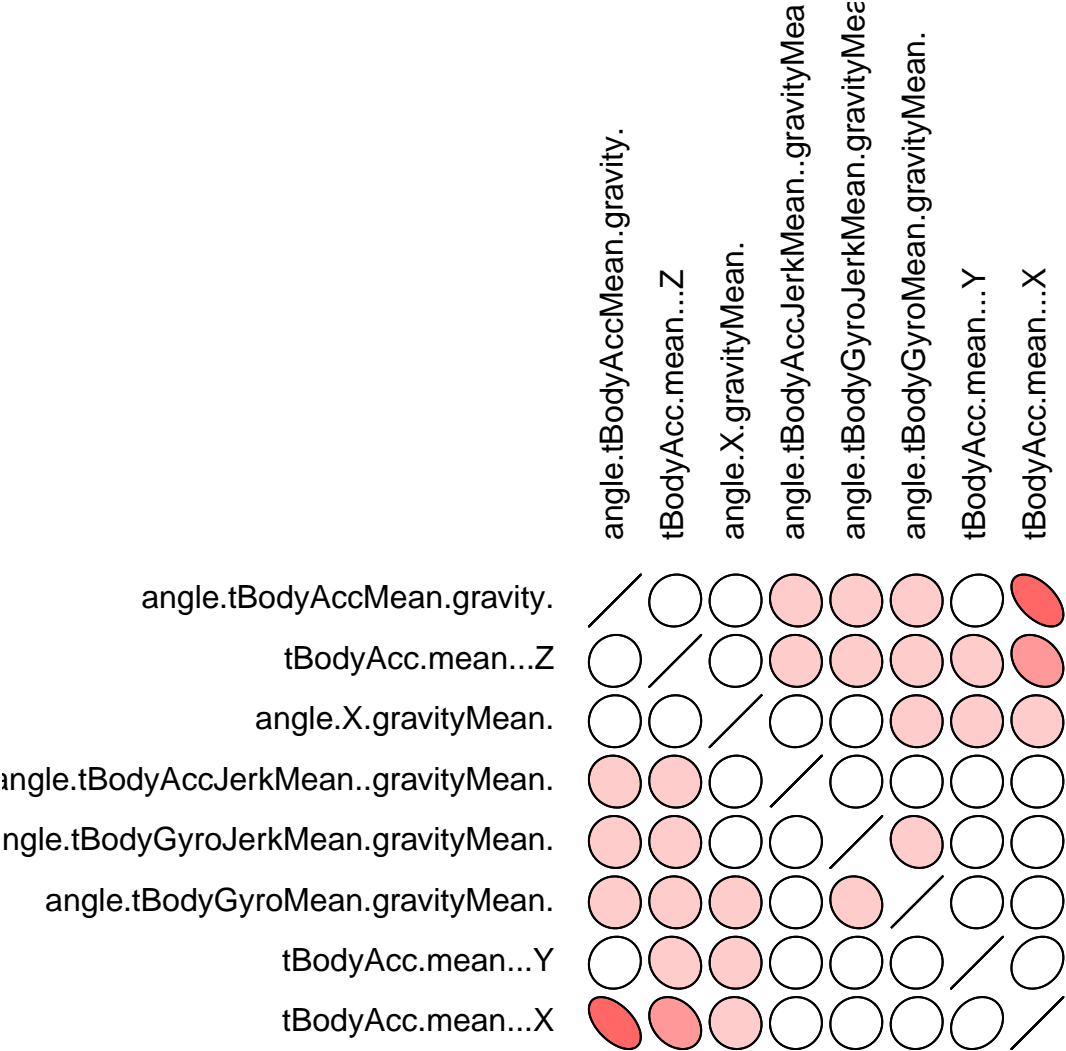 angle.tBodyAccMean.gravity.
tBodyAcc.mean...Z
angle.X.gravityMean.
angle.tBodyAccJerkMean..gravityMea
angle.tBodyGyroJerkMean.gravityMea
angle.tBodyGyroMean.gravityMean.
tBodyAcc.mean...Y
tBodyAcc.mean...X
angle.tBodyAccMean.gravity.
tBodyAcc.mean...Z
angle.X.gravityMean.
angle.tBodyAccJerkMean..gravityMean.
ngle.tBodyGyroJerkMean.gravityMean.
angle.tBodyGyroMean.gravityMean.
tBodyAcc.mean...Y
tBodyAcc.mean...X